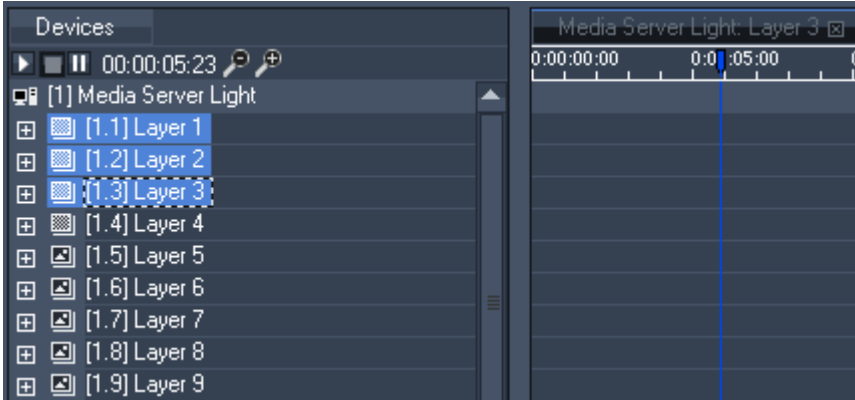 Devices
Media Server Light: Layer 3
00:00:05:23
0:00:00:00
[1] Media Server Light
[1.1] Layer 1
[1.2] Layer 2
[1.3] Layer 3
[1.4] Layer 4
[1.5] Layer 5
[1.6] Layer 6
[1.7] Layer 7
[1.8] Layer 8
[1.9] Layer 9